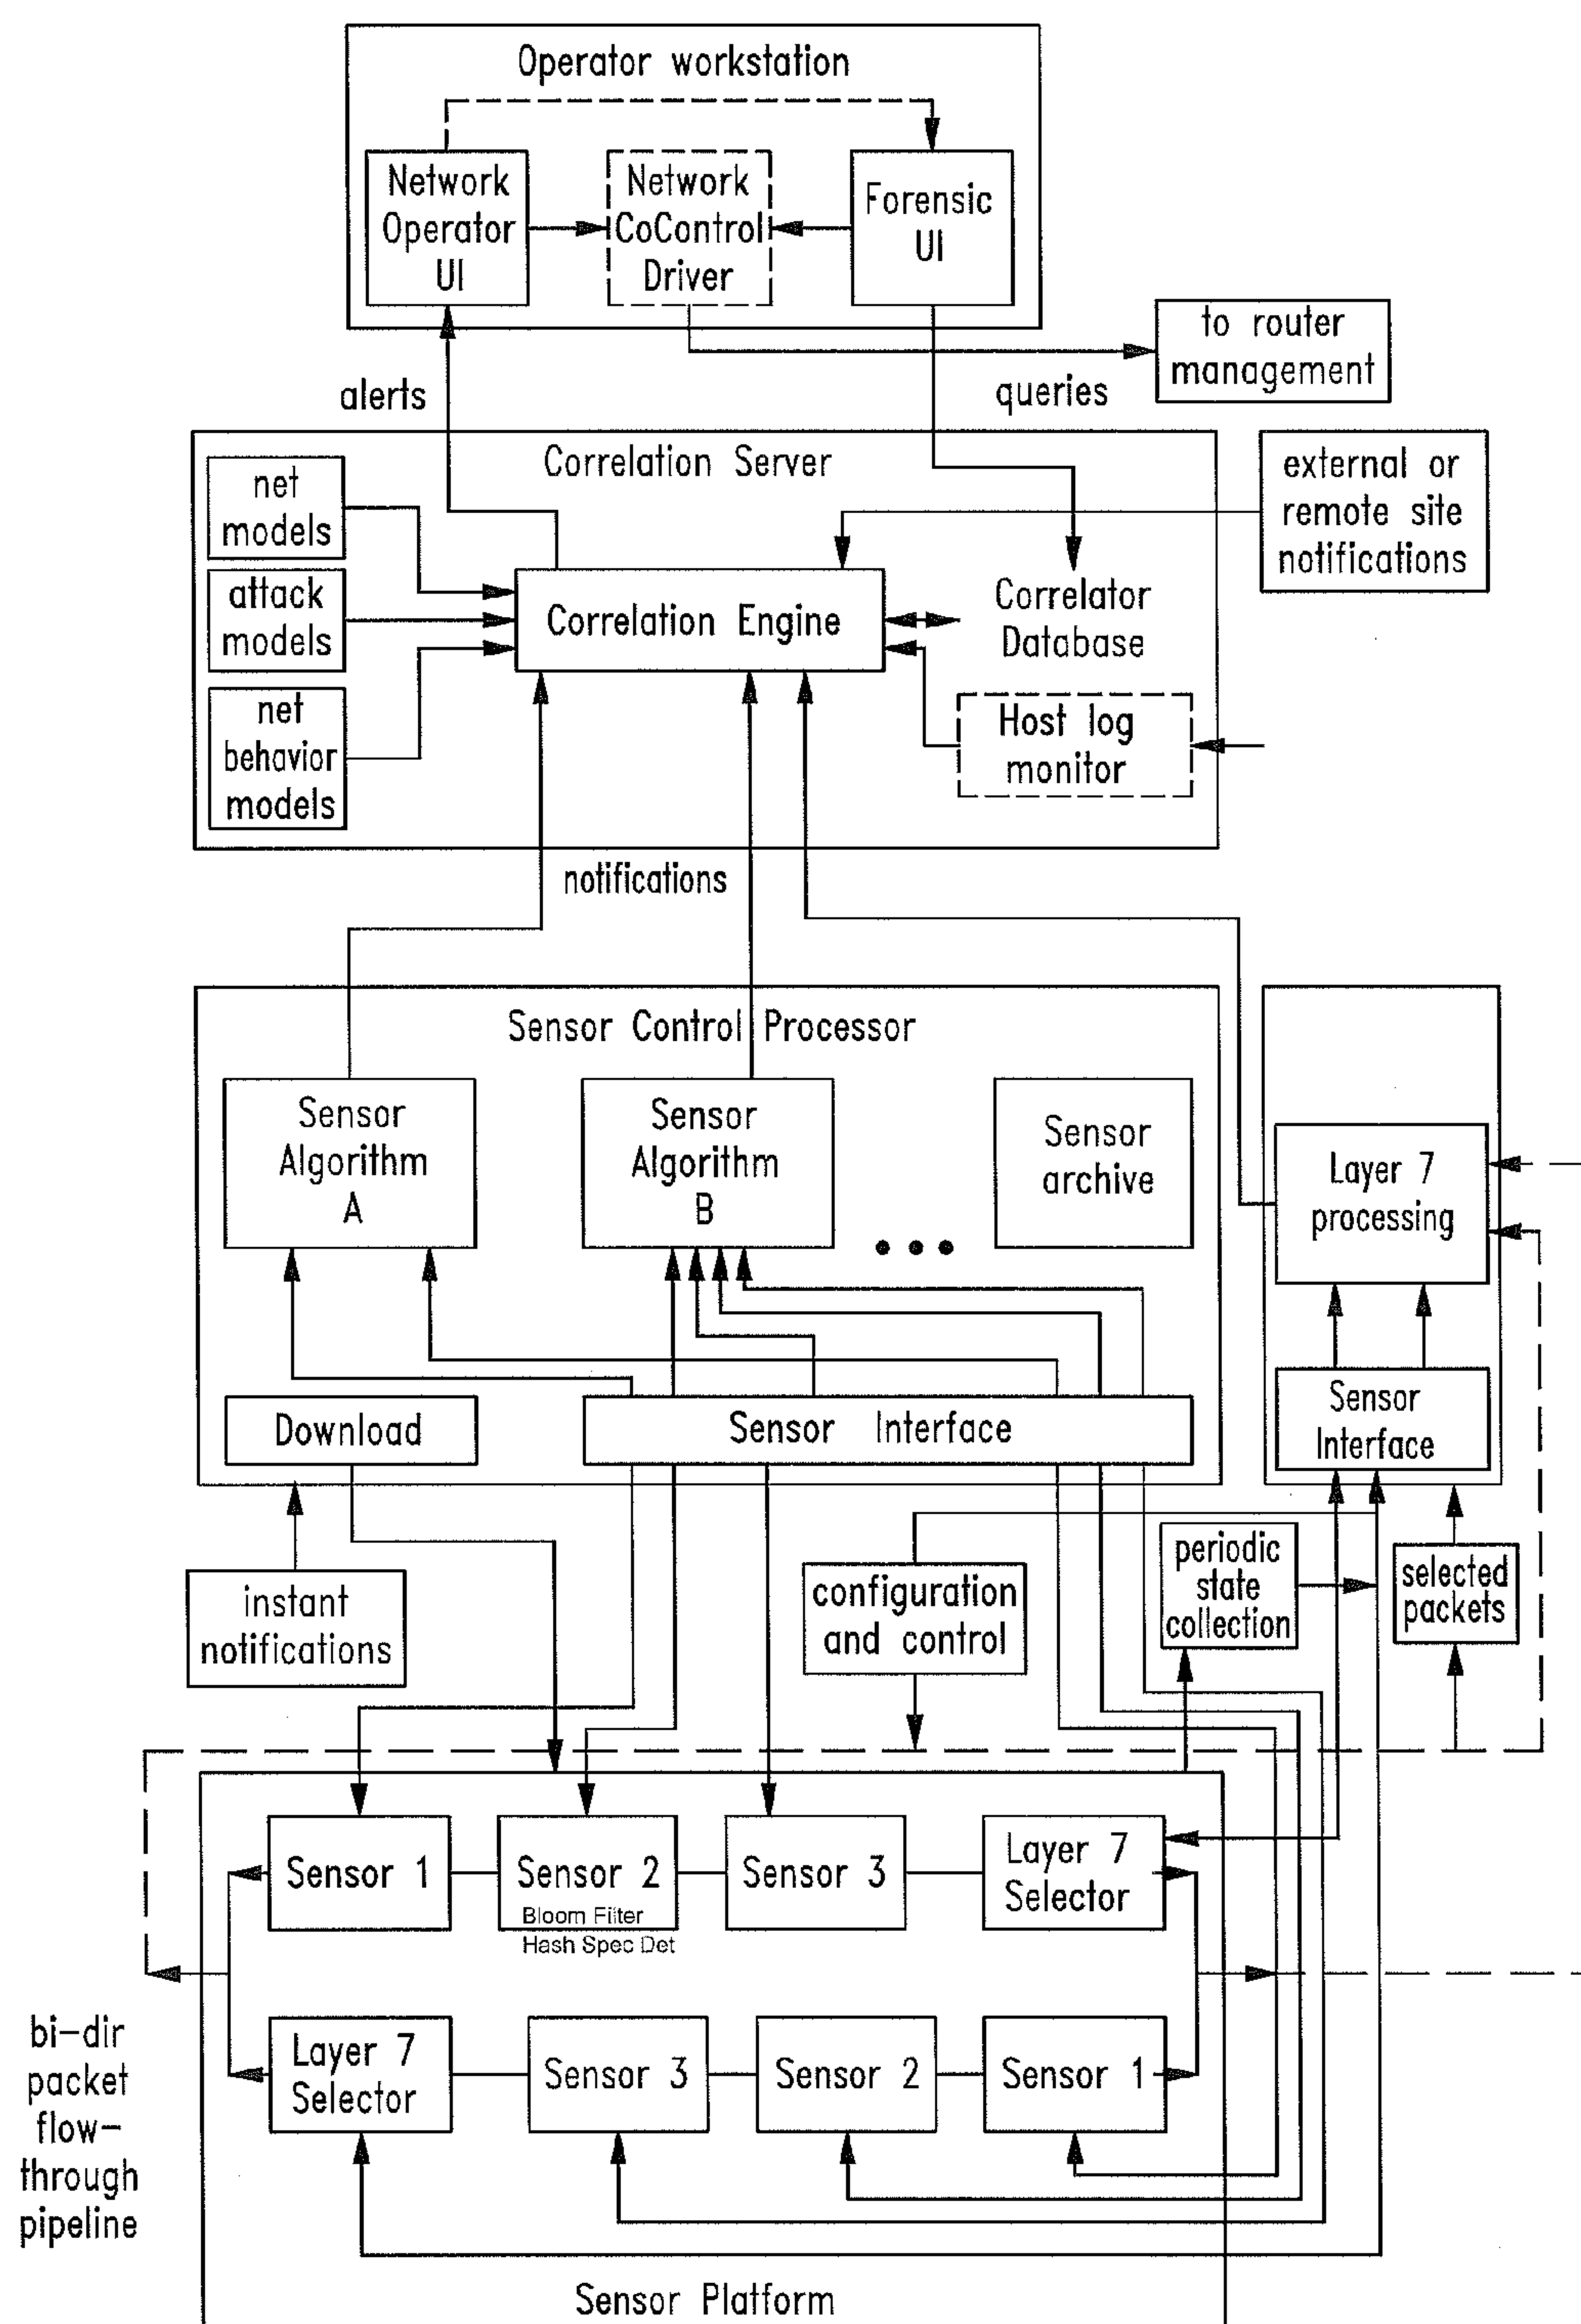 Operator workstation
Network
Operator
UI
Network
CoControl
Driver
Forensic
UI
to router
management
alerts
queries
Correlation Server
net
models
attack
models
net
behavior
models
Correlation Engine
Correlator
Database
Host log
monitor
external or
remote site
notifications
notifications
Sensor Control Processor
Sensor
Algorithm
A
Sensor
Algorithm
B
Sensor
archive
Layer 7
processing
Download
Sensor Interface
Sensor
Interface
instant
notifications
configuration
and control
periodic
state
collection
selected
packets
Sensor 1
Sensor 2
Bloom Filter
Hash Spec Det
Sensor 3
Layer 7
Selector
bi-dir
packet
flow-
through
pipeline
Layer 7
Selector
Sensor 3
Sensor 2
Sensor 1
Sensor Platform